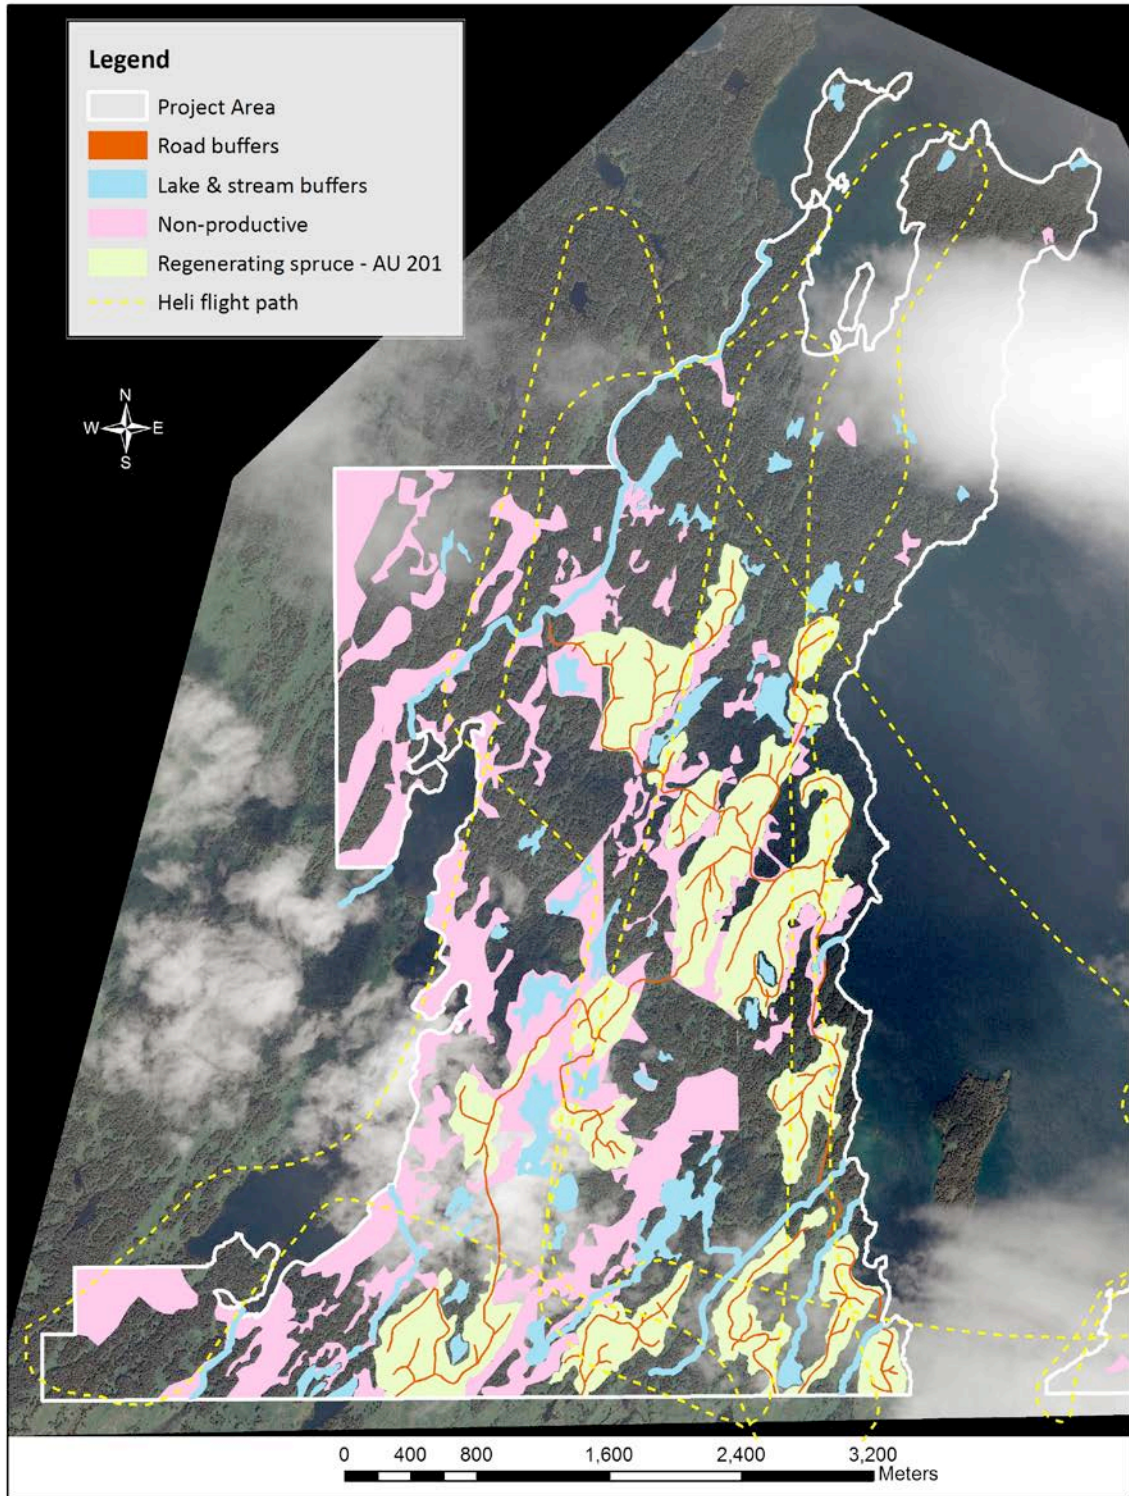 Legend
Project Area
Road buffers
Lake & stream buffers
Non-productive
Regenerating spruce - AU 201
Heli flight path
N
W E
S
0 400 800 1,600 2,400 3,200
Meters